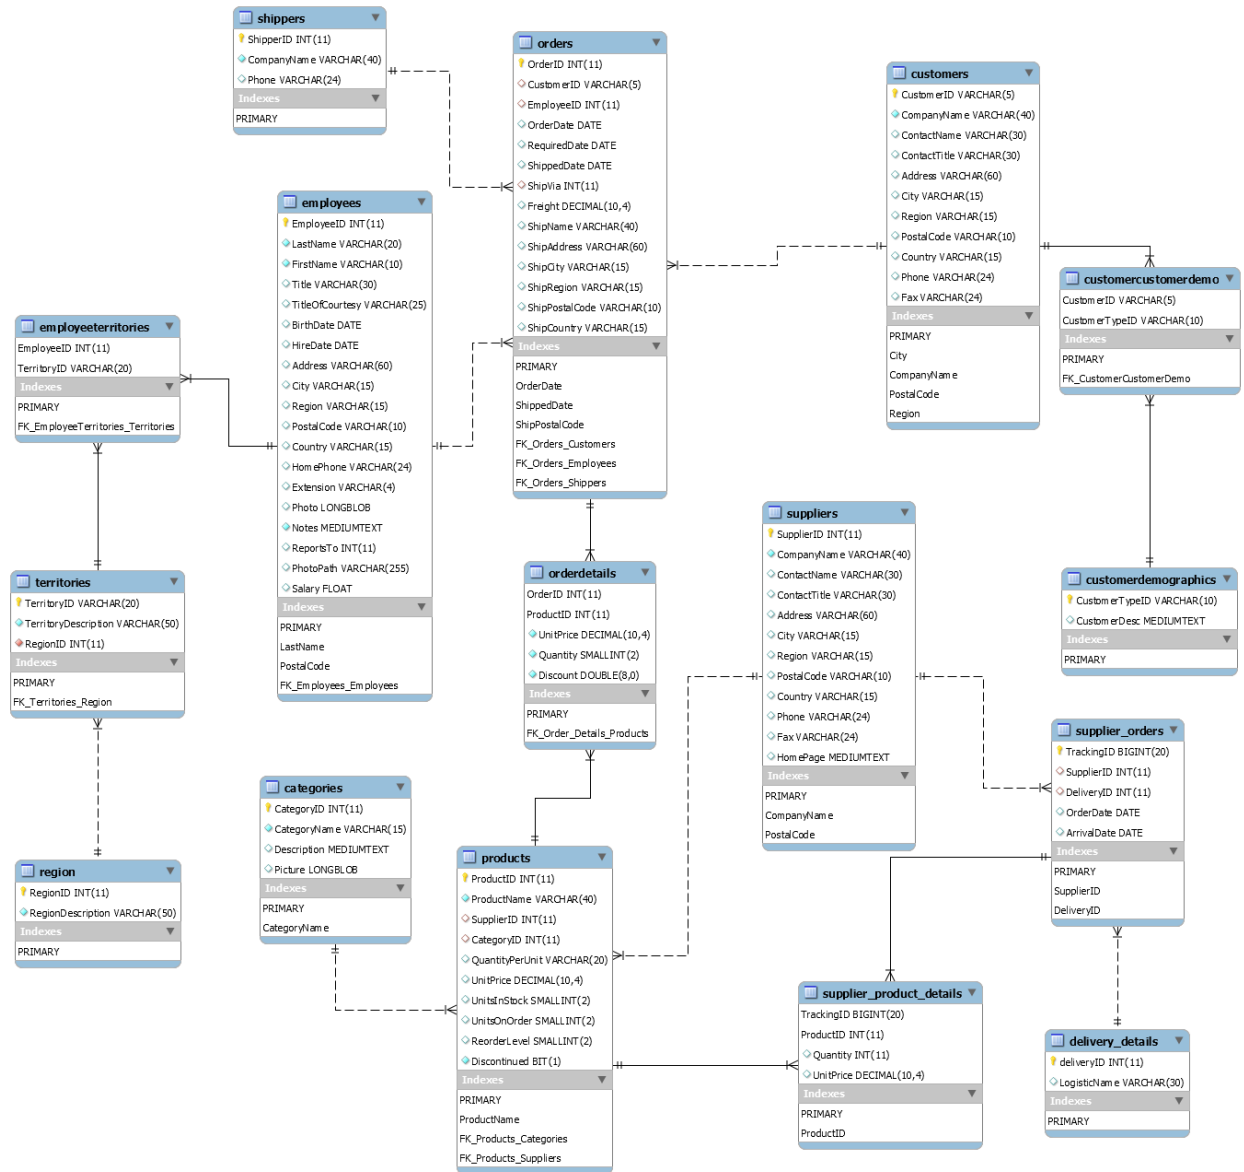 shippers
ShipperID INT(11)
CompanyName VARCHAR(40)
Phone VARCHAR(24)
Indexes
PRIMARY
orders
OrderID INT(11)
CustomerID VARCHAR(5)
EmployeeID INT(11)
OrderDate DATE
RequiredDate DATE
ShippedDate DATE
ShipVia INT(11)
Freight DECIMAL(10,4)
ShipName VARCHAR(40)
ShipAddress VARCHAR(60)
ShipCity VARCHAR(15)
ShipRegion VARCHAR(15)
ShipPostalCode VARCHAR(10)
ShipCountry VARCHAR(15)
Indexes
PRIMARY
OrderDate
ShippedDate
ShipPostalCode
FK_Orders_Customers
FK_Orders_Employees
FK_Orders_Shippers
customers
CustomerID VARCHAR(5)
CompanyName VARCHAR(40)
ContactName VARCHAR(30)
ContactTitle VARCHAR(30)
Address VARCHAR(60)
City VARCHAR(15)
Region VARCHAR(15)
PostalCode VARCHAR(10)
Country VARCHAR(15)
Phone VARCHAR(24)
Fax VARCHAR(24)
Indexes
PRIMARY
City
CompanyName
PostalCode
Region
employees
EmployeeID INT(11)
LastName VARCHAR(20)
FirstName VARCHAR(10)
Title VARCHAR(30)
TitleOfCourtesy VARCHAR(25)
BirthDate DATE
HireDate DATE
Address VARCHAR(60)
City VARCHAR(15)
Region VARCHAR(15)
PostalCode VARCHAR(10)
Country VARCHAR(15)
HomePhone VARCHAR(24)
Extension VARCHAR(4)
Photo LONGBLOB
Notes MEDIUMTEXT
ReportsTo INT(11)
PhotoPath VARCHAR(255)
Salary FLOAT
Indexes
PRIMARY
LastName
PostalCode
FK_Employees_Employees
customercustomerdemo
CustomerID VARCHAR(5)
CustomerTypeID VARCHAR(10)
Indexes
PRIMARY
FK_CustomerCustomerDemo
employeeterritories
EmployeeID INT(11)
TerritoryID VARCHAR(20)
Indexes
PRIMARY
FK_EmployeeTerritories_Territories
suppliers
SupplierID INT(11)
CompanyName VARCHAR(40)
ContactName VARCHAR(30)
ContactTitle VARCHAR(30)
Address VARCHAR(60)
City VARCHAR(15)
Region VARCHAR(15)
PostalCode VARCHAR(10)
Country VARCHAR(15)
Phone VARCHAR(24)
Fax VARCHAR(24)
HomePage MEDIUMTEXT
Indexes
PRIMARY
CompanyName
PostalCode
orderdetails
OrderID INT(11)
ProductID INT(11)
UnitPrice DECIMAL(10,4)
Quantity SMALLINT(2)
Discount DOUBLE(8,0)
Indexes
PRIMARY
FK_Order_Details_Products
customerdemographics
CustomerTypeID VARCHAR(10)
CustomerDesc MEDIUMTEXT
Indexes
PRIMARY
territories
TerritoryID VARCHAR(20)
TerritoryDescription VARCHAR(50)
RegionID INT(11)
Indexes
PRIMARY
FK_Territories_Region
supplier_orders
TrackingID BIGINT(20)
SupplierID INT(11)
DeliveryID INT(11)
OrderDate DATE
ArrivalDate DATE
Indexes
PRIMARY
SupplierID
DeliveryID
categories
CategoryID INT(11)
CategoryName VARCHAR(15)
Description MEDIUMTEXT
Picture LONGBLOB
Indexes
PRIMARY
CategoryName
products
ProductID INT(11)
ProductName VARCHAR(40)
SupplierID INT(11)
CategoryID INT(11)
QuantityPerUnit VARCHAR(20)
UnitPrice DECIMAL(10,4)
UnitsInStock SMALLINT(2)
UnitsOnOrder SMALLINT(2)
ReorderLevel SMALLINT(2)
Discontinued BIT(1)
Indexes
PRIMARY
ProductName
FK_Products_Categories
FK_Products_Suppliers
region
RegionID INT(11)
RegionDescription VARCHAR(50)
Indexes
PRIMARY
supplier_product_details
TrackingID BIGINT(20)
ProductID INT(11)
Quantity INT(11)
UnitPrice DECIMAL(10,4)
Indexes
PRIMARY
ProductID
delivery_details
deliveryID INT(11)
LogisticName VARCHAR(30)
Indexes
PRIMARY